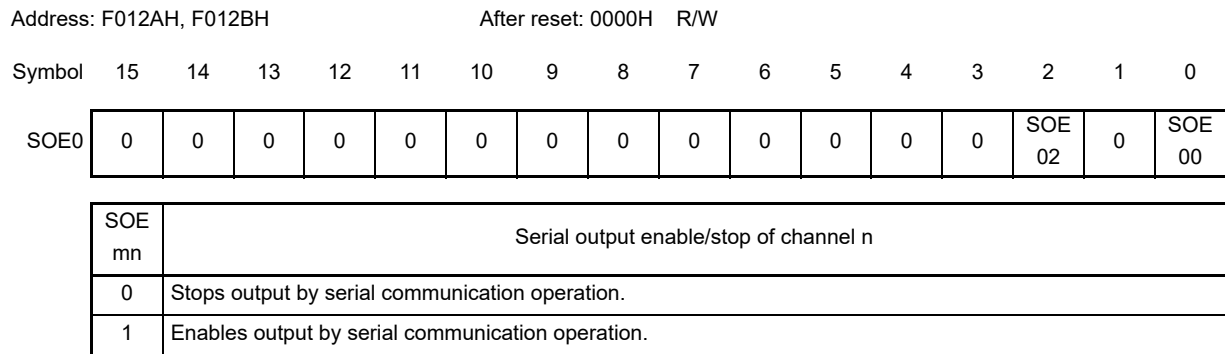 Address: F012AH, F012BH After reset: 0000H R/W
Symbol 15 14 13 12 11 10 9 8 7 6 5 4 3 2 1 0
SOE0 0 0 0 0 0 0 0 0 0 0 0 0 0 SOE 02 0 SOE 00
SOE mn Serial output enable/stop of channel n
0 Stops output by serial communication operation.
1 Enables output by serial communication operation.